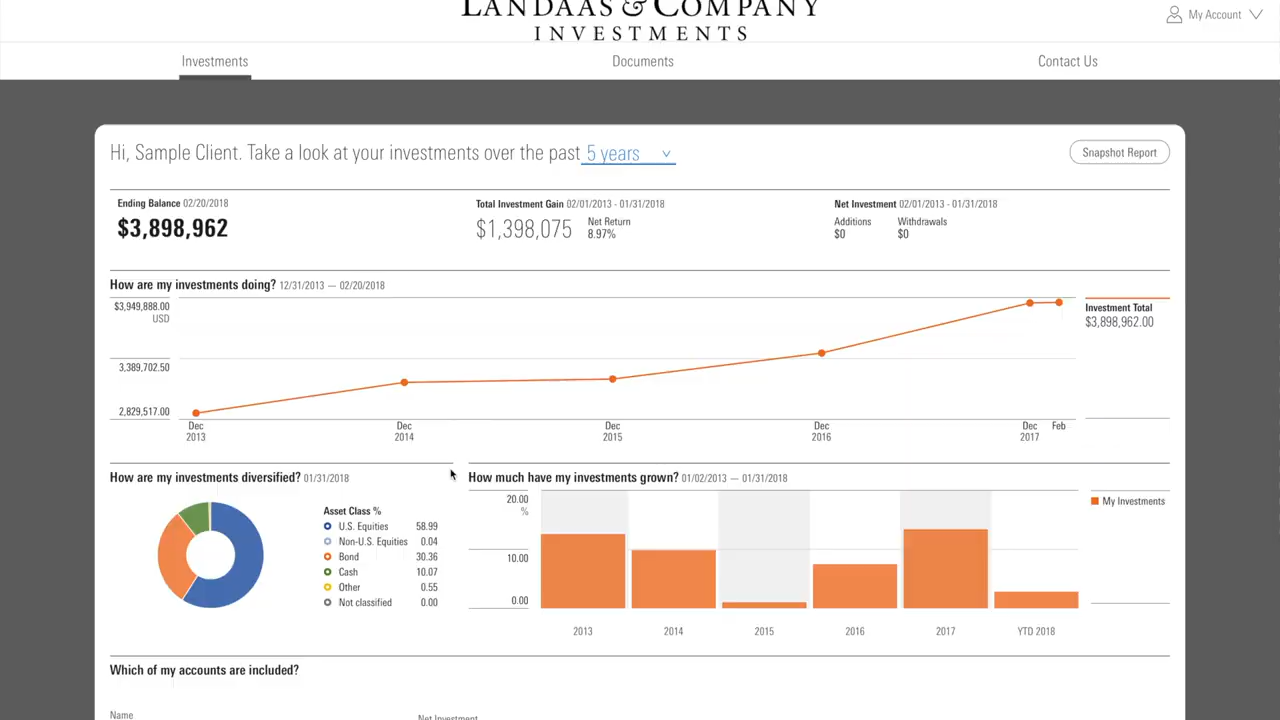 LANDAAS & COMPANY
INVESTMENTS
My Account
Investments
Documents
Contact Us
Hi, Sample Client. Take a look at your investments over the past 5 years
Snapshot Report
Ending Balance 02/20/2018
$3,898,962
Total Investment Gain 02/01/2013 - 01/31/2018
$1,398,075
Net Return
8.97%
Net Investment 02/01/2013 - 01/31/2018
Additions
$0
Withdrawals
$0
How are my investments doing? 12/31/2013 — 02/20/2018
$3,949,888.00
USD
3,389,702.50
2,829,517.00
Dec
2013
Dec
2014
Dec
2015
Dec
2016
Dec
2017
Feb
Investment Total
$3,898,962.00
How are my investments diversified? 01/31/2018
Asset Class %
U.S. Equities 58.99
Non-U.S. Equities 0.04
Bond 30.36
Cash 10.07
Other 0.55
Not classified 0.00
How much have my investments grown? 01/02/2013 — 01/31/2018
20.00
%
10.00
0.00
2013
2014
2015
2016
2017
YTD 2018
My Investments
Which of my accounts are included?
Name
Net Investment